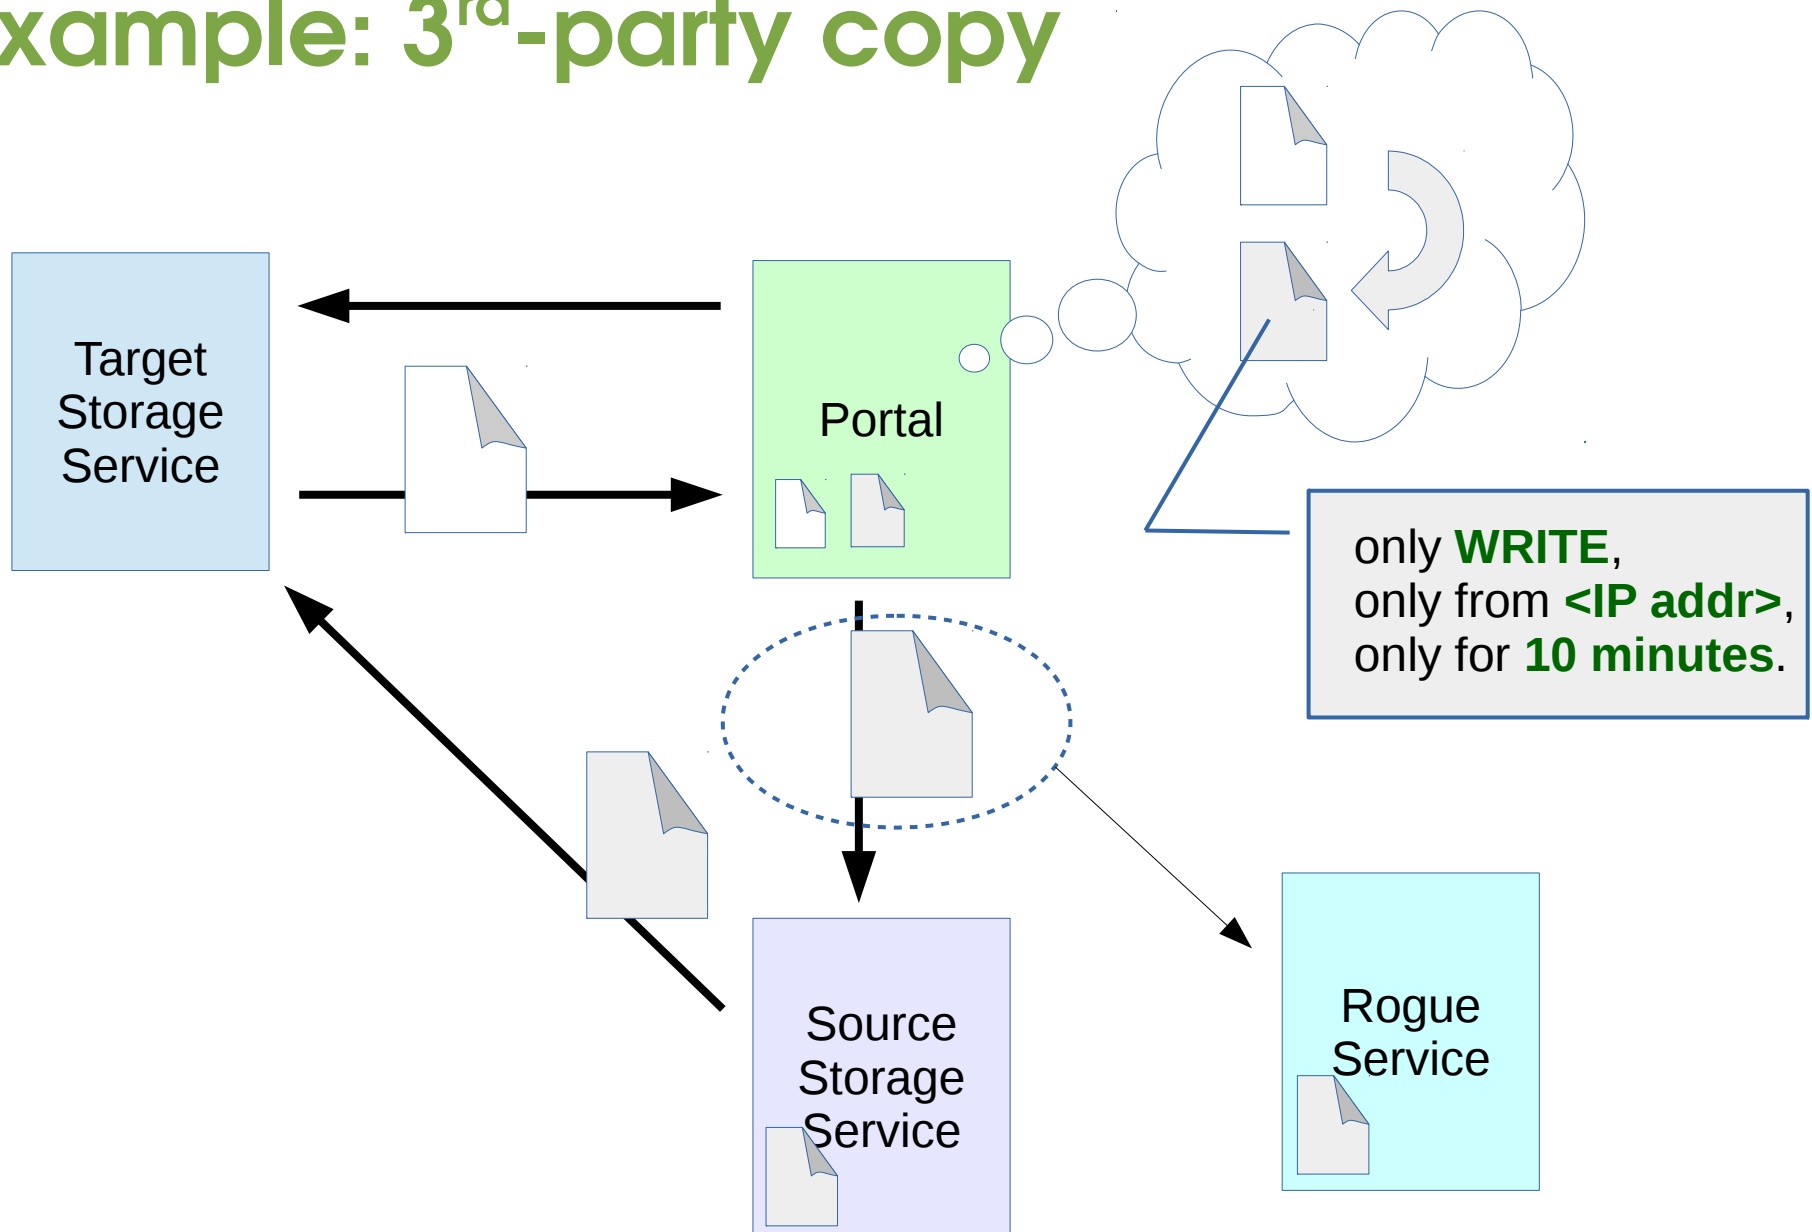 xample: 3rd-party copy
Target
Storage
Service
Portal
only WRITE,
only from <IP addr>,
only for 10 minutes.
Source
Storage
Service
Rogue
Service